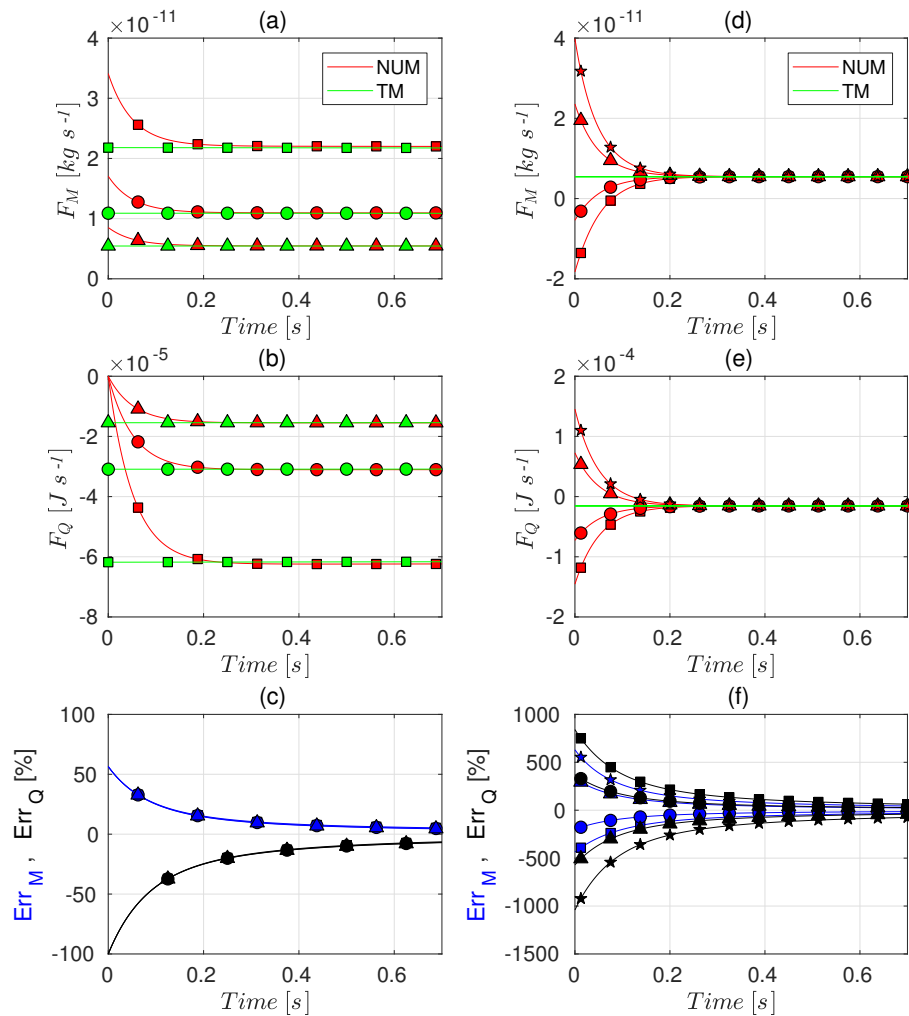 (a)
×10⁻¹¹
4
3
2
1
0
F_M [kg s⁻¹]
NUM
TM
0
0.2
0.4
0.6
Time [s]
(d)
×10⁻¹¹
4
2
0
-2
F_M [kg s⁻¹]
NUM
TM
0
0.2
0.4
0.6
Time [s]
(b)
×10⁻⁵
0
-2
-4
-6
-8
F_Q [J s⁻¹]
0
0.2
0.4
0.6
Time [s]
(e)
×10⁻⁴
2
1
0
-1
-2
F_Q [J s⁻¹]
0
0.2
0.4
0.6
Time [s]
(c)
100
50
0
-50
-100
Err_M , Err_Q [%]
0
0.2
0.4
0.6
Time [s]
(f)
1000
500
0
-500
-1000
-1500
Err_M , Err_Q [%]
0
0.2
0.4
0.6
Time [s]